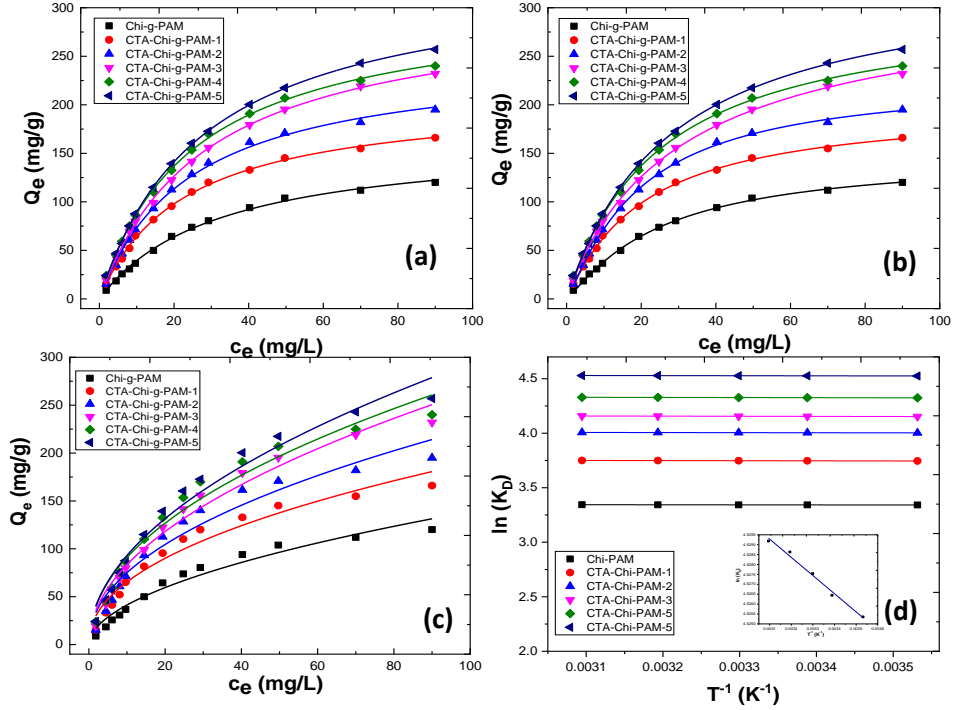 300
250
200
150
100
50
0
Qe (mg/g)
Chi-g-PAM
CTA-Chi-g-PAM-1
CTA-Chi-g-PAM-2
CTA-Chi-g-PAM-3
CTA-Chi-g-PAM-4
CTA-Chi-g-PAM-5
(a)
0 20 40 60 80 100
ce (mg/L)
300
250
200
150
100
50
0
Qe (mg/g)
Chi-g-PAM
CTA-Chi-g-PAM-1
CTA-Chi-g-PAM-2
CTA-Chi-g-PAM-3
CTA-Chi-g-PAM-4
CTA-Chi-g-PAM-5
(b)
0 20 40 60 80 100
ce (mg/L)
300
250
200
150
100
50
0
Qe (mg/g)
Chi-g-PAM
CTA-Chi-g-PAM-1
CTA-Chi-g-PAM-2
CTA-Chi-g-PAM-3
CTA-Chi-g-PAM-4
CTA-Chi-g-PAM-5
(c)
0 20 40 60 80 100
ce (mg/L)
4.5
4.0
3.5
3.0
2.5
2.0
ln (KD)
Chi-PAM
CTA-Chi-PAM-1
CTA-Chi-PAM-2
CTA-Chi-PAM-3
CTA-Chi-PAM-5
CTA-Chi-PAM-5
(d)
0.0031 0.0032 0.0033 0.0034 0.0035
T-1 (K-1)